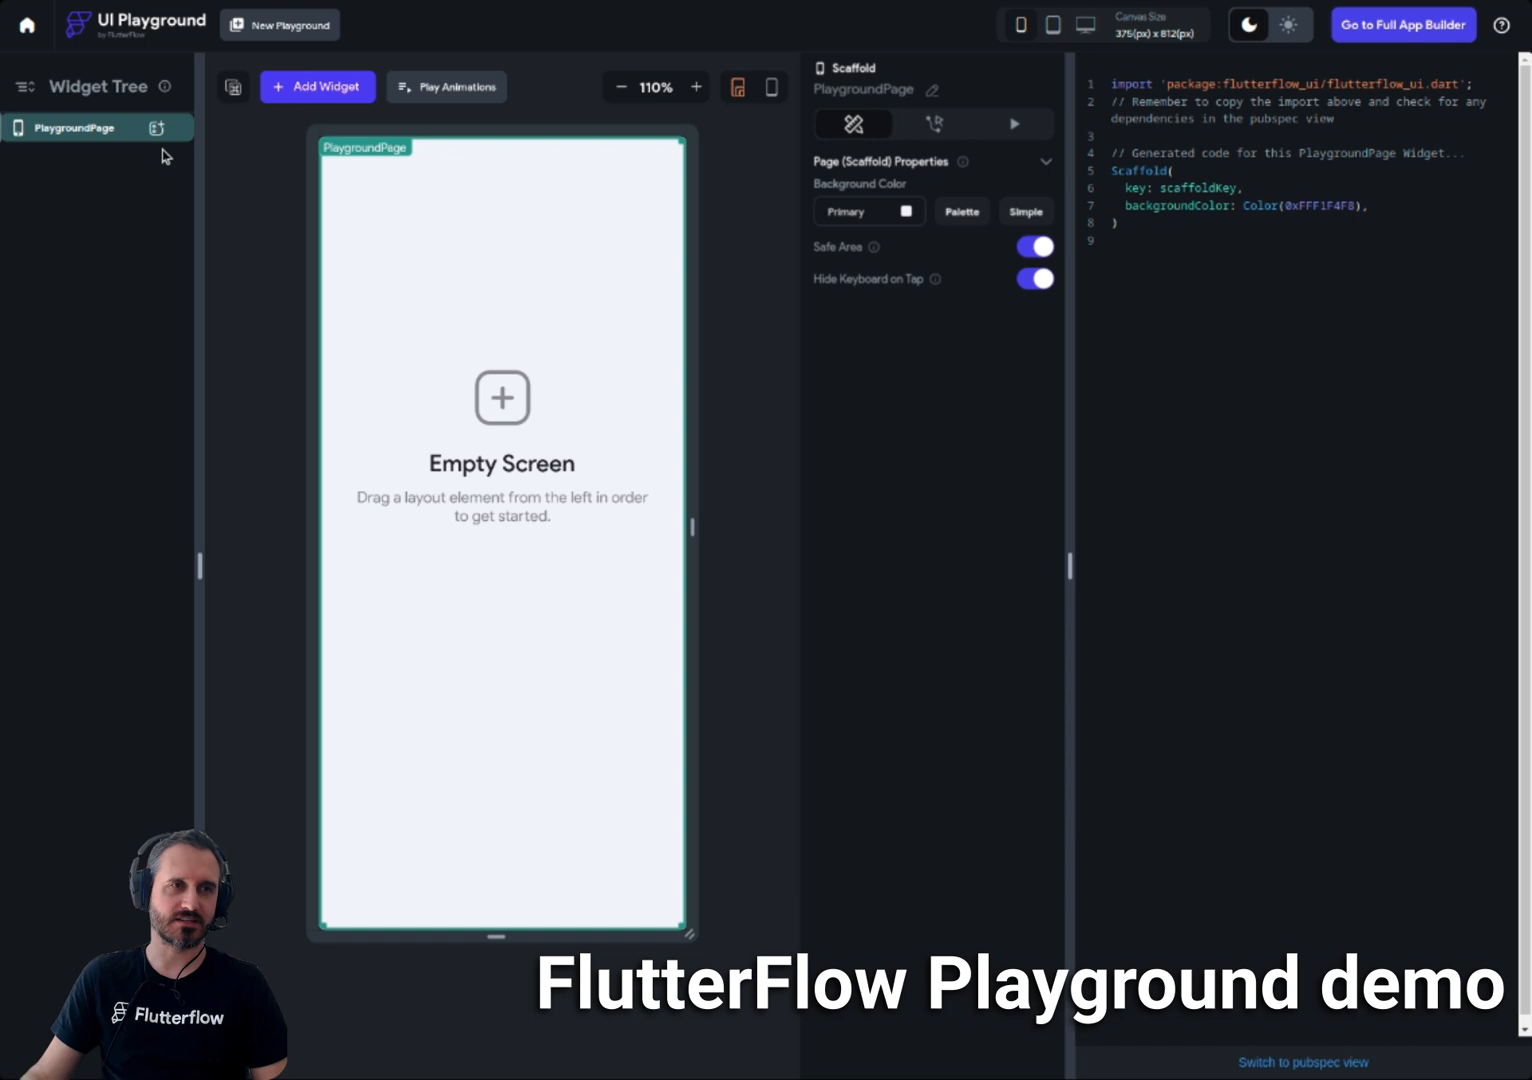 UI Playground
by FlutterFlow
New Playground
Canvas Size
375(px) x 812(px)
Go to Full App Builder
Widget Tree
PlaygroundPage
Add Widget
Play Animations
110%
PlaygroundPage
Empty Screen
Drag a layout element from the left in order
to get started.
Scaffold
PlaygroundPage
Page (Scaffold) Properties
Background Color
Primary
Palette
Simple
Safe Area
Hide Keyboard on Tap
1 import 'package:flutterflow_ui/flutterflow_ui.dart';
2 // Remember to copy the import above and check for any
dependencies in the pubspec view
3
4 // Generated code for this PlaygroundPage Widget...
5 Scaffold(
6 key: scaffoldKey,
7 backgroundColor: Color(0xFFF1F4F8),
8 )
9
Flutterflow
FlutterFlow Playground demo
Switch to pubspec view